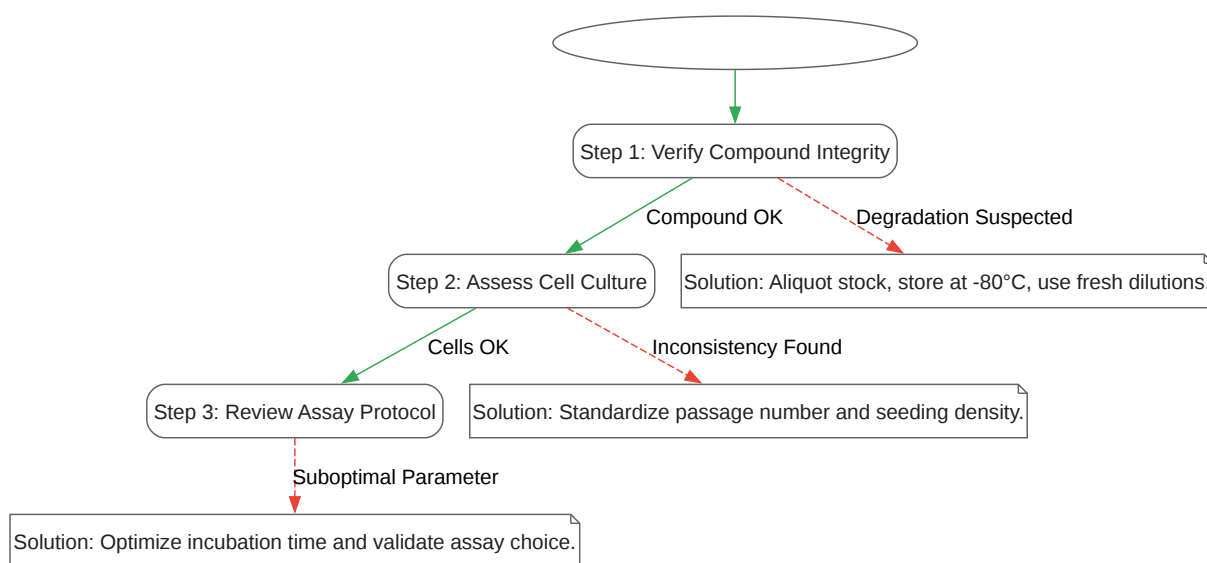 Step 1: Verify Compound Integrity
Compound OK
Degradation Suspected
Step 2: Assess Cell Culture
Solution: Aliquot stock, store at -80°C, use fresh dilutions.
Cells OK
Inconsistency Found
Step 3: Review Assay Protocol
Solution: Standardize passage number and seeding density.
Suboptimal Parameter
Solution: Optimize incubation time and validate assay choice.